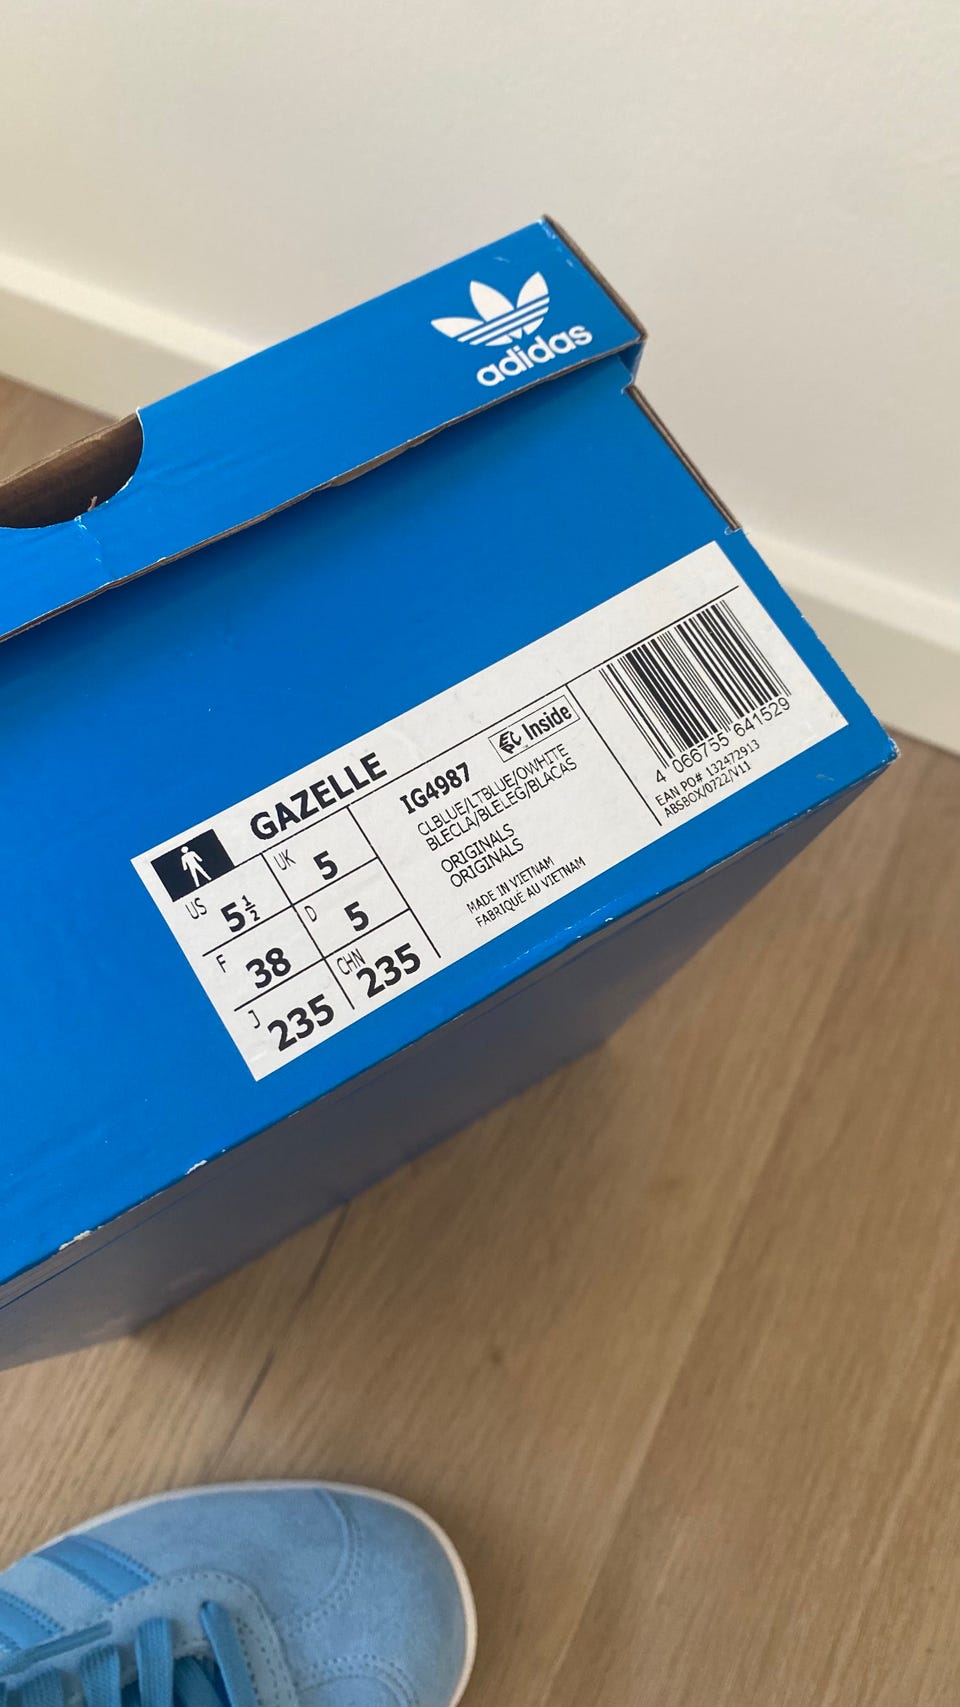 adidas
GAZELLE
US 5½ UK 5
F 38 D 5
J 235 CHN 235
IG4987
Inside
CLBLUE/LTBLUE/OWHITE
BLECLA/BLELEG/BLACAS
ORIGINALS
ORIGINALS
MADE IN VIETNAM
FABRIQUÉ AU VIETNAM
4 066755 641529
EAN PO# 132472913
ABSBOX/0722/V11